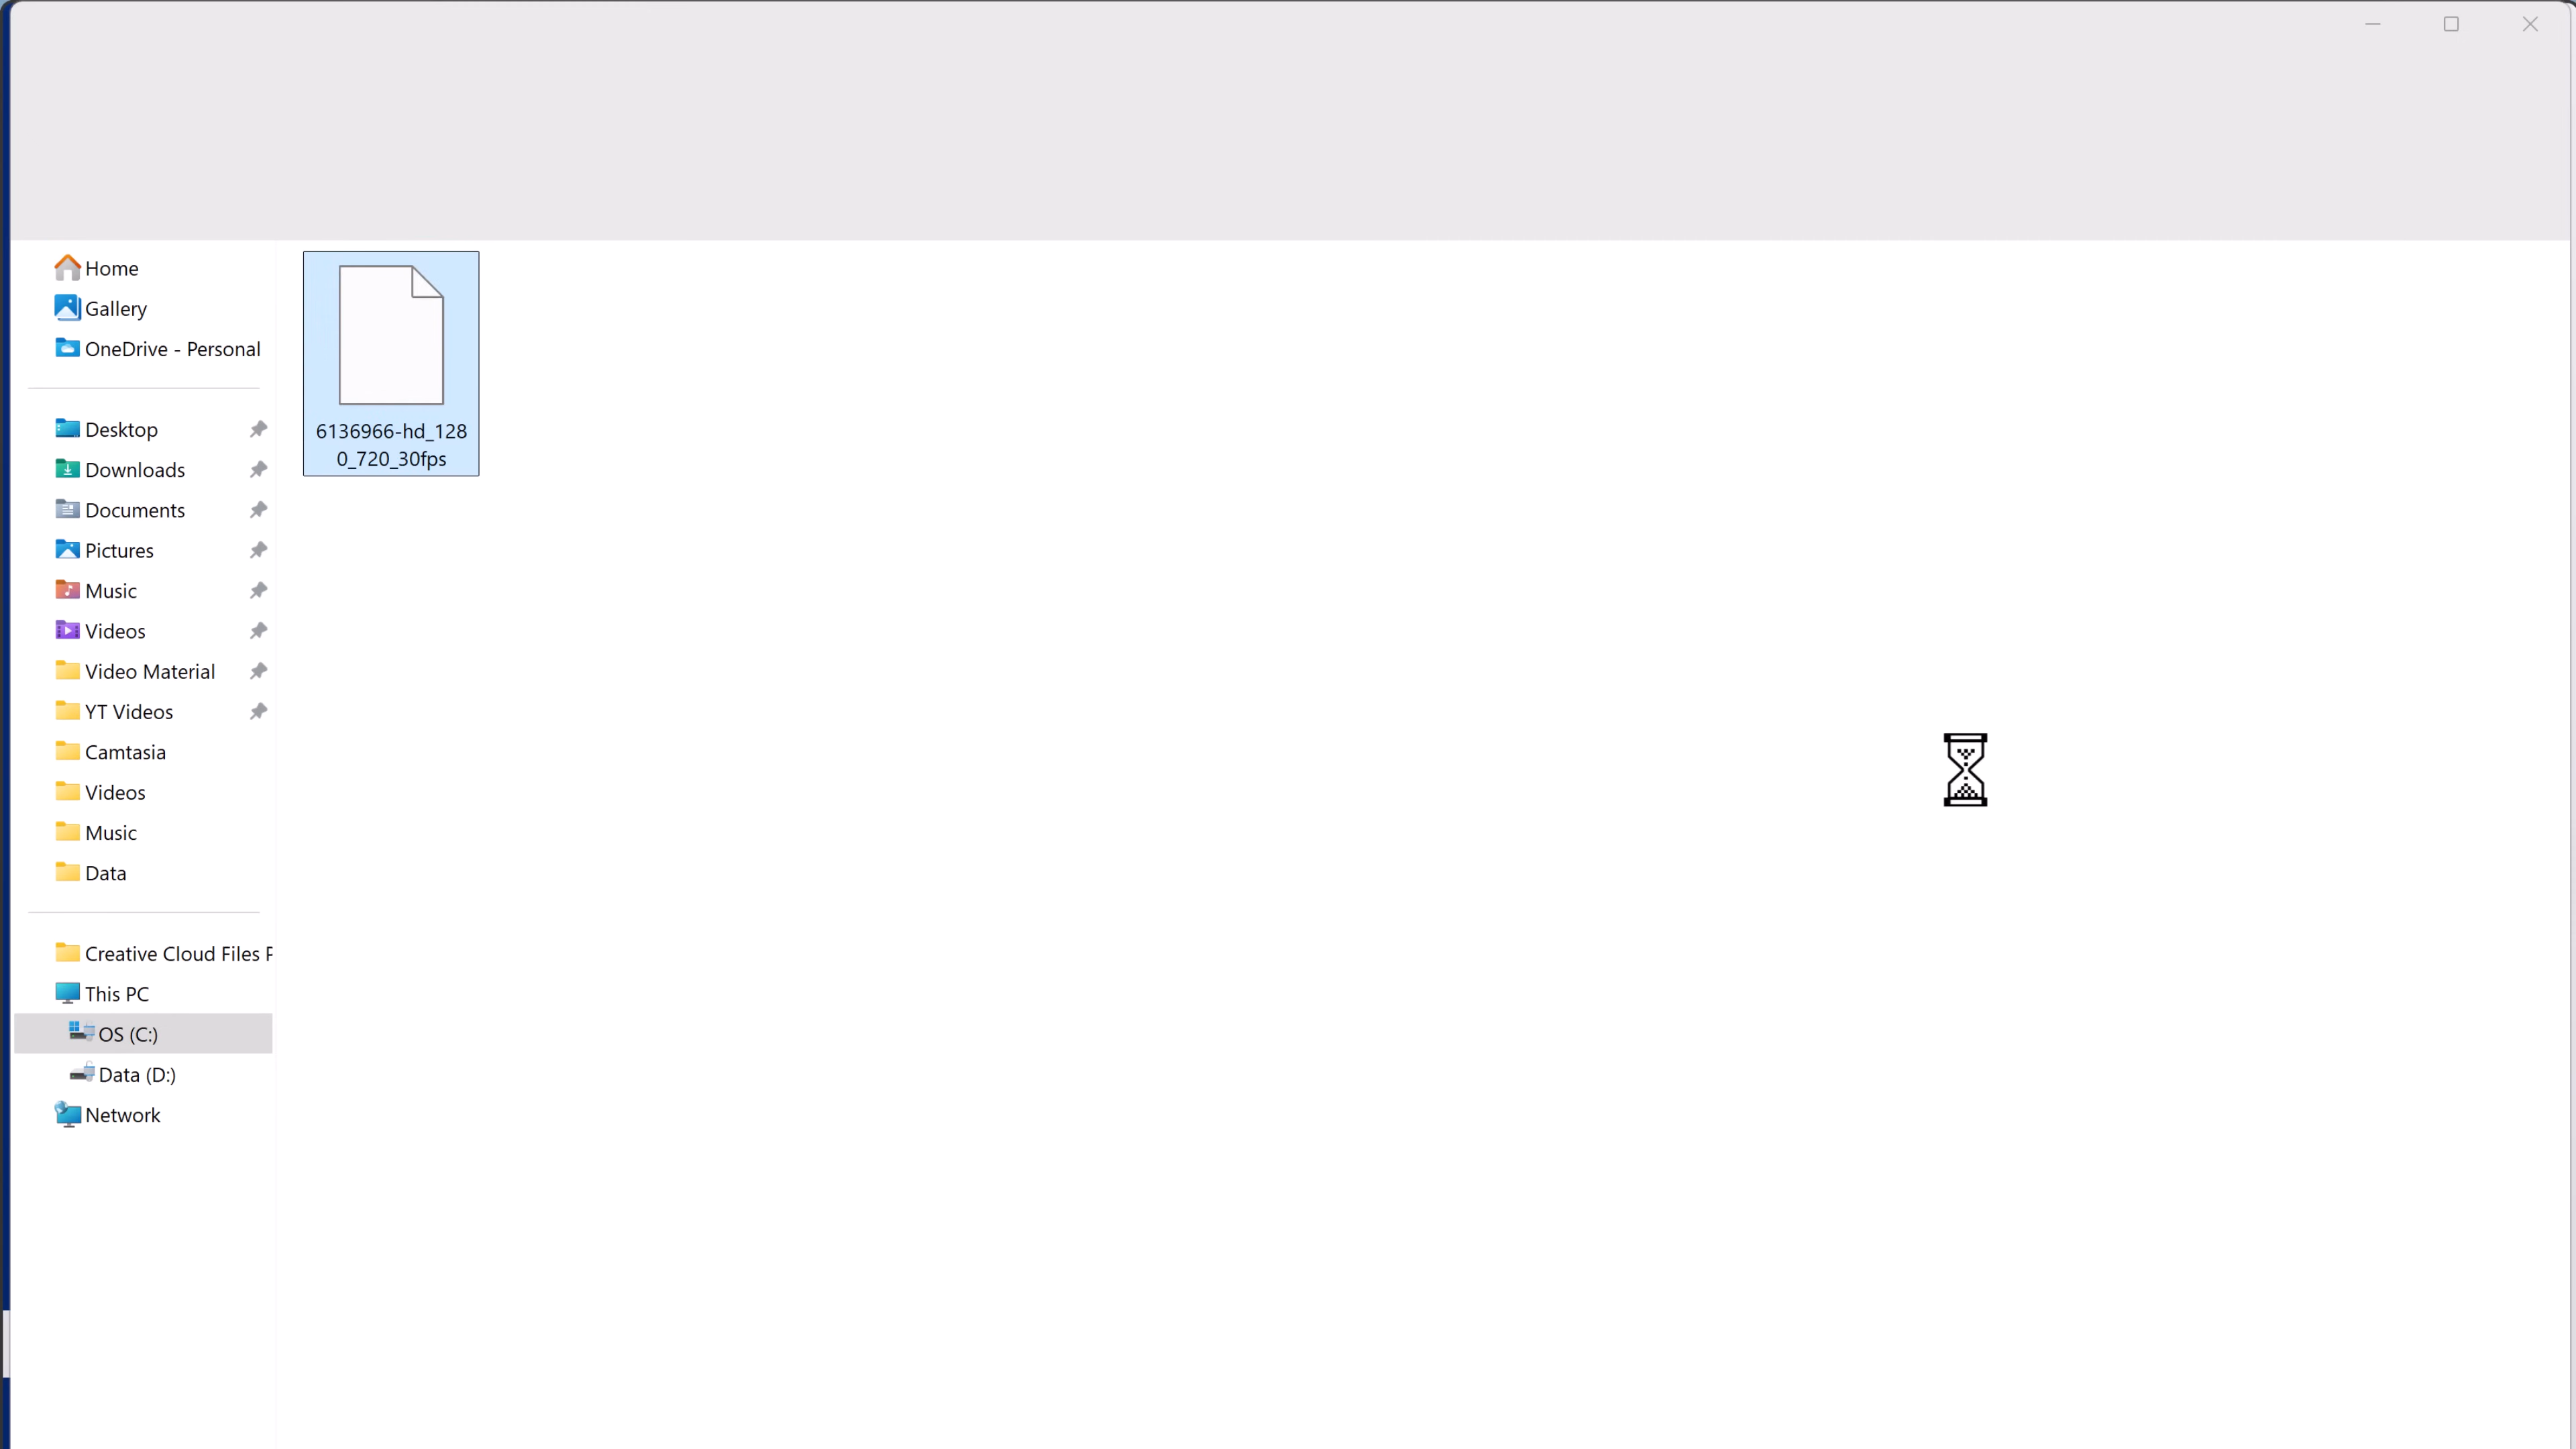 Home
Gallery
OneDrive - Personal
Desktop
Downloads
Documents
Pictures
Music
Videos
Video Material
YT Videos
Camtasia
Videos
Music
Data
Creative Cloud Files P
This PC
OS (C:)
Data (D:)
Network
6136966-hd_128
0_720_30fps